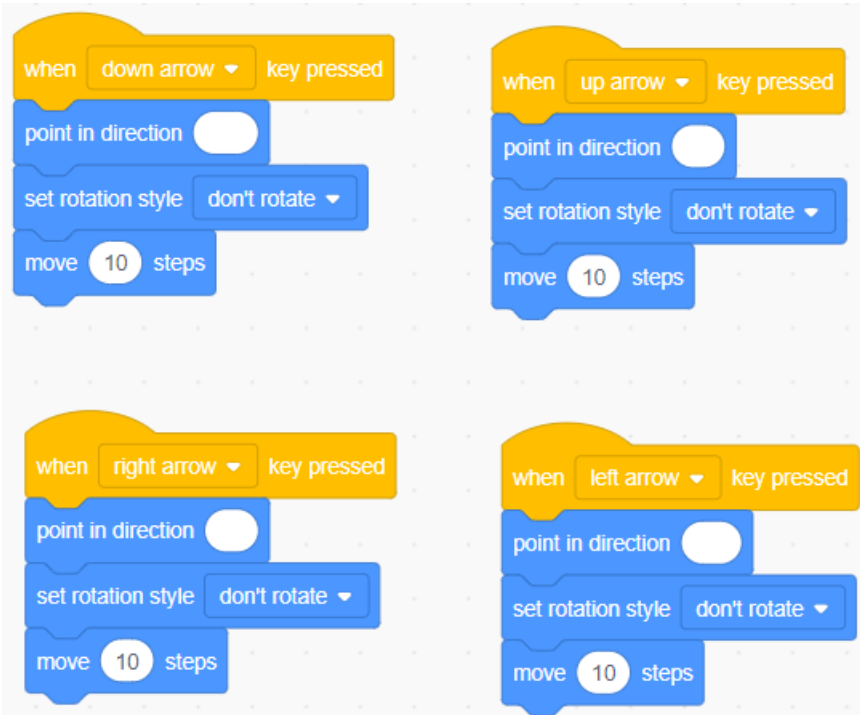 when down arrow key pressed
point in direction
set rotation style don't rotate
move 10 steps
when up arrow key pressed
point in direction
set rotation style don't rotate
move 10 steps
when right arrow key pressed
point in direction
set rotation style don't rotate
move 10 steps
when left arrow key pressed
point in direction
set rotation style don't rotate
move 10 steps